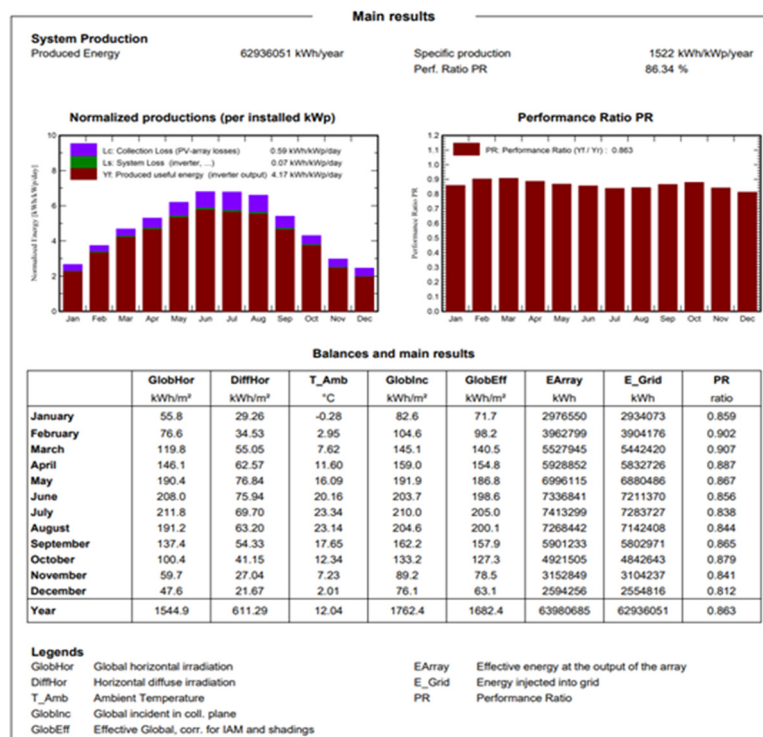 Main results
System Production
Produced Energy 62936051 kWh/year Specific production 1522 kWh/kWp/year
Perf. Ratio PR 86.34 %
Normalized productions (per installed kWp)
Lc: Collection Loss (PV-array losses) 0.59 kWh/kWp/day
Ls: System Loss (inverter, ...) 0.07 kWh/kWp/day
Yf: Produced useful energy (inverter output) 4.17 kWh/kWp/day
Normalized Energy [kWh/kWp/day]
10
8
6
4
2
0
Jan Feb Mar Apr May Jun Jul Aug Sep Oct Nov Dec
Performance Ratio PR
PR: Performance Ratio (Yf / Yr) : 0.863
Performance Ratio PR
1.2
1.1
1.0
0.9
0.8
0.7
0.6
0.5
0.4
0.3
0.2
0.1
0.0
Jan Feb Mar Apr May Jun Jul Aug Sep Oct Nov Dec
Balances and main results
GlobHor DiffHor T_Amb GlobInc GlobEff EArray E_Grid PR
kWh/m² kWh/m² °C kWh/m² kWh/m² kWh kWh ratio
January 55.8 29.26 -0.28 82.6 71.7 2976550 2934073 0.859
February 76.6 34.53 2.95 104.6 98.2 3962799 3904176 0.902
March 119.8 55.05 7.62 145.1 140.5 5527945 5442420 0.907
April 146.1 62.57 11.60 159.0 154.8 5928852 5832726 0.887
May 190.4 76.84 16.09 191.9 186.8 6996115 6880486 0.867
June 208.0 75.94 20.16 203.7 198.6 7336841 7211370 0.856
July 211.8 69.70 23.34 210.0 205.0 7413299 7283727 0.838
August 191.2 63.20 23.14 204.6 200.1 7268442 7142408 0.844
September 137.4 54.33 17.65 162.2 157.9 5901233 5802971 0.865
October 100.4 41.15 12.34 133.2 127.3 4921505 4842643 0.879
November 59.7 27.04 7.23 89.2 78.5 3152849 3104237 0.841
December 47.6 21.67 2.01 76.1 63.1 2594256 2554816 0.812
Year 1544.9 611.29 12.04 1762.4 1682.4 63980685 62936051 0.863
Legends
GlobHor Global horizontal irradiation EArray Effective energy at the output of the array
DiffHor Horizontal diffuse irradiation E_Grid Energy injected into grid
T_Amb Ambient Temperature PR Performance Ratio
GlobInc Global incident in coll. plane
GlobEff Effective Global, corr. for IAM and shadings